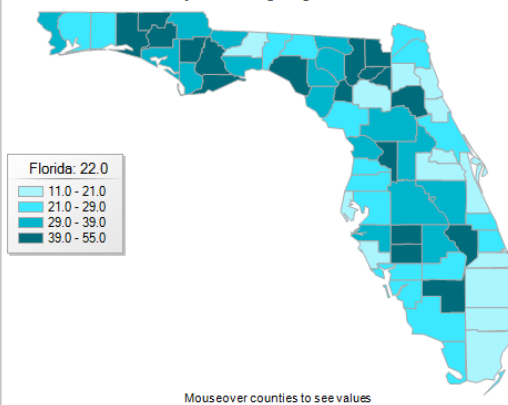 Florida: 22.0
11.0 - 21.0
21.0 - 29.0
29.0 - 39.0
39.0 - 55.0
Mouseover counties to see values